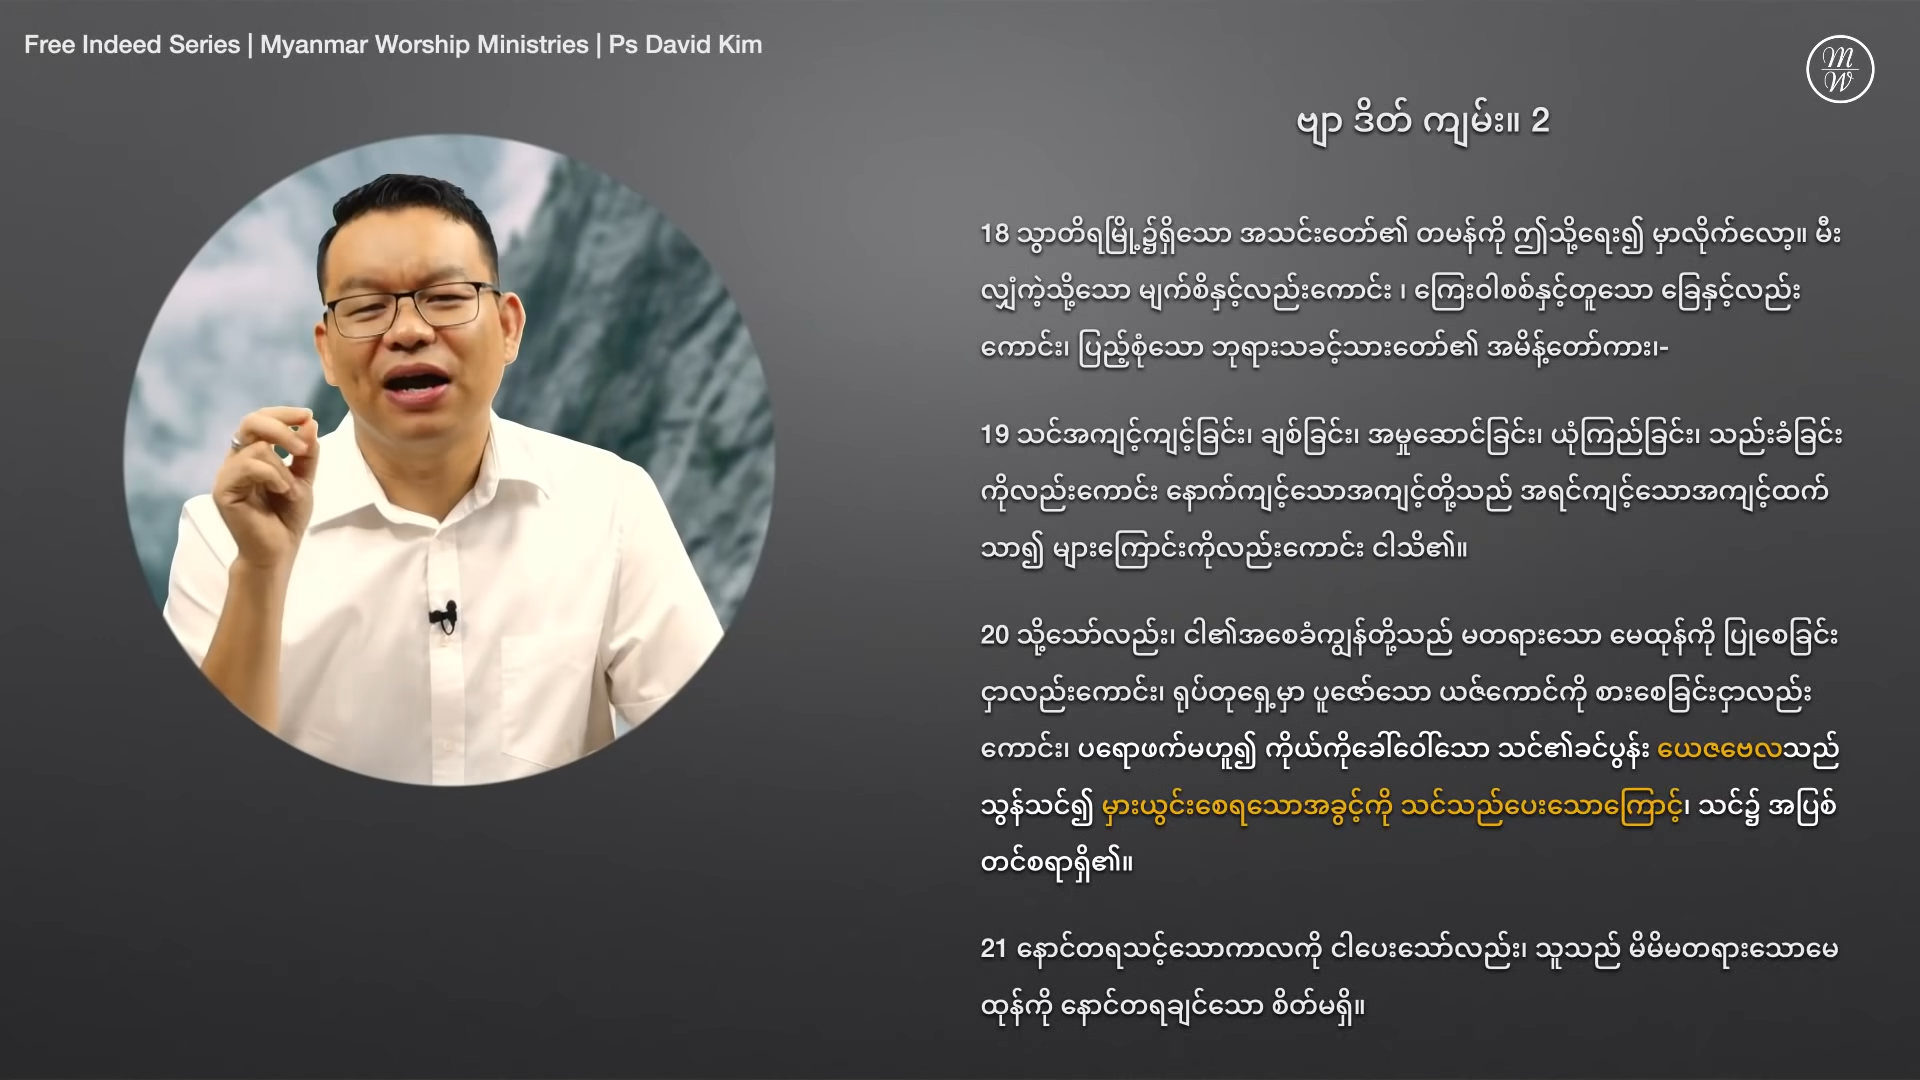 Free Indeed Series | Myanmar Worship Ministries | Ps David Kim
M
W
ဗျာ ဒိတ် ကျမ်း။ 2
18 သွာတိရမြို့၌ရှိသော အသင်းတော်၏ တမန်ကို ဤသို့ရေး၍ မှာလိုက်လော့။ မီး
လျှံကဲ့သို့သော မျက်စိနှင့်လည်းကောင်း ၊ ကြေးဝါစစ်နှင့်တူသော ခြေနှင့်လည်း
ကောင်း၊ ပြည့်စုံသော ဘုရားသခင့်သားတော်၏ အမိန့်တော်ကား၊-
19 သင်အကျင့်ကျင့်ခြင်း၊ ချစ်ခြင်း၊ အမှုဆောင်ခြင်း၊ ယုံကြည်ခြင်း၊ သည်းခံခြင်း
ကိုလည်းကောင်း နောက်ကျင့်သောအကျင့်တို့သည် အရင်ကျင့်သောအကျင့်ထက်
သာ၍ များကြောင်းကိုလည်းကောင်း ငါသိ၏။
20 သို့သော်လည်း၊ ငါ၏အစေခံကျွန်တို့သည် မတရားသော မေထုန်ကို ပြုစေခြင်း
ငှာလည်းကောင်း၊ ရုပ်တုရှေ့မှာ ပူဇော်သော ယဇ်ကောင်ကို စားစေခြင်းငှာလည်း
ကောင်း၊ ပရောဖက်မဟူ၍ ကိုယ်ကိုခေါ်ဝေါ်သော သင်၏ခင်ပွန်း ယေဇဗေလသည်
သွန်သင်၍ မှားယွင်းစေရသောအခွင့်ကို သင်သည်ပေးသောကြောင့်၊ သင်၌ အပြစ်
တင်စရာရှိ၏။
21 နောင်တရသင့်သောကာလကို ငါပေးသော်လည်း၊ သူသည် မိမိမတရားသောမေ
ထုန်ကို နောင်တရချင်သော စိတ်မရှိ။